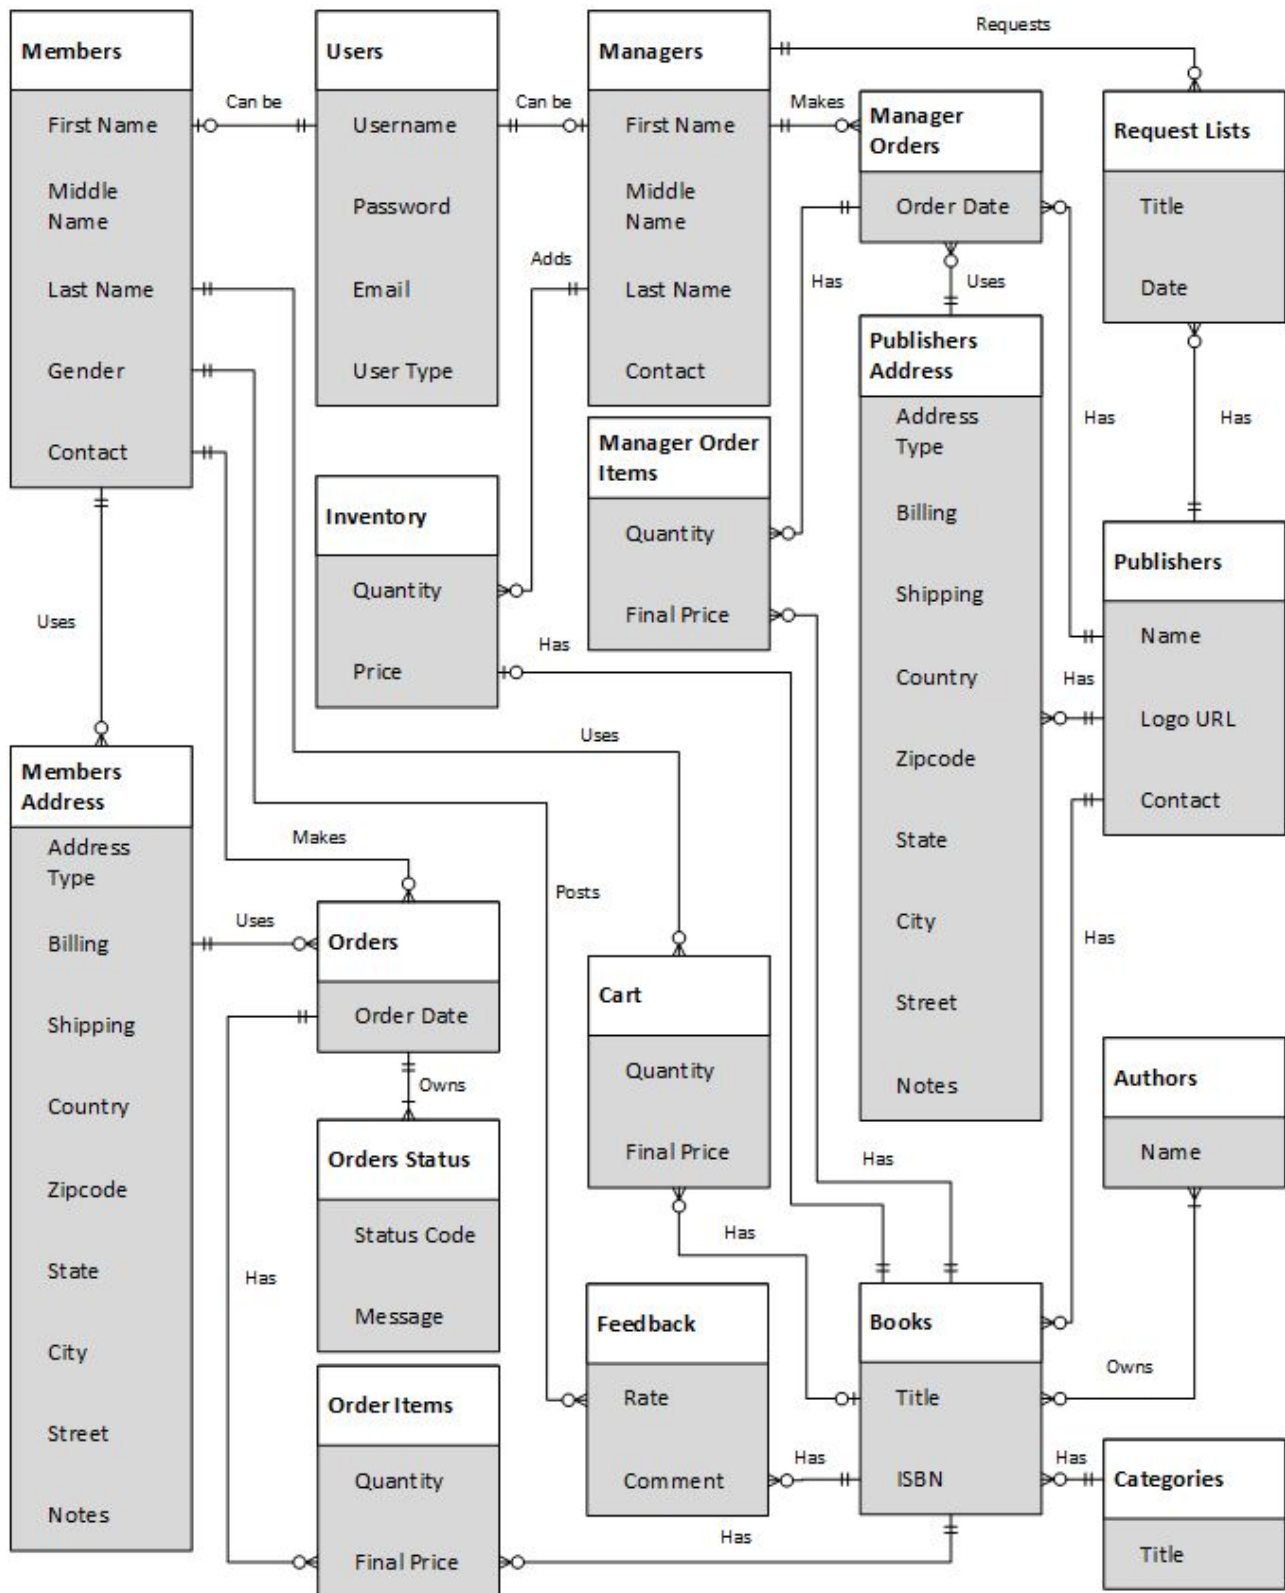 Members
First Name
Middle
Name
Last Name
Gender
Contact
Can be
Users
Username
Password
Email
User Type
Can be
Managers
First Name
Middle
Name
Last Name
Contact
Requests
Makes
Manager
Orders
Order Date
Request Lists
Title
Date
Adds
Has
Uses
Publishers
Address
Address
Type
Billing
Shipping
Country
Zipcode
State
City
Street
Notes
Has
Has
Manager Order
Items
Quantity
Final Price
Inventory
Quantity
Price
Has
Publishers
Name
Logo URL
Contact
Has
Uses
Uses
Members
Address
Address
Type
Billing
Shipping
Country
Zipcode
State
City
Street
Notes
Makes
Uses
Orders
Order Date
Posts
Owns
Orders Status
Status Code
Message
Has
Order Items
Quantity
Final Price
Cart
Quantity
Final Price
Has
Has
Has
Authors
Name
Feedback
Rate
Comment
Has
Books
Title
ISBN
Owns
Has
Categories
Title
Has